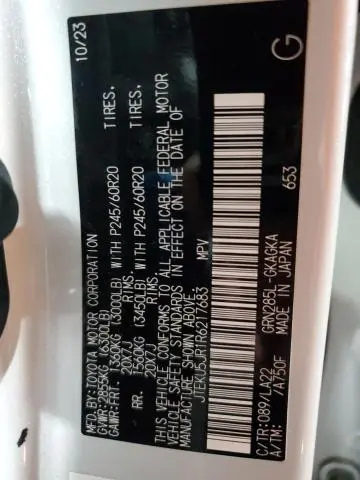 MFD.BY:TOYOTA MOTOR CORPORATION 10/23
GVWR:2855KG (6300LB)
GAWR:FRT. 1360KG (3000LB) WITH P245/60R20 TIRES.
20X7J RIMS.
RR. 1560KG (3450LB) WITH P245/60R20 TIRES.
20X7J RIMS.
THIS VEHICLE CONFORMS TO ALL APPLICABLE FEDERAL MOTOR
VEHICLE SAFETY STANDARDS IN EFFECT ON THE DATE OF
MANUFACTURE SHOWN ABOVE.
JTEKU5JR1R6217683 MPV
G
653
GRN285L-GKAGKA
C/TR:089/LA22 MADE IN JAPAN
A/TM: /A750F